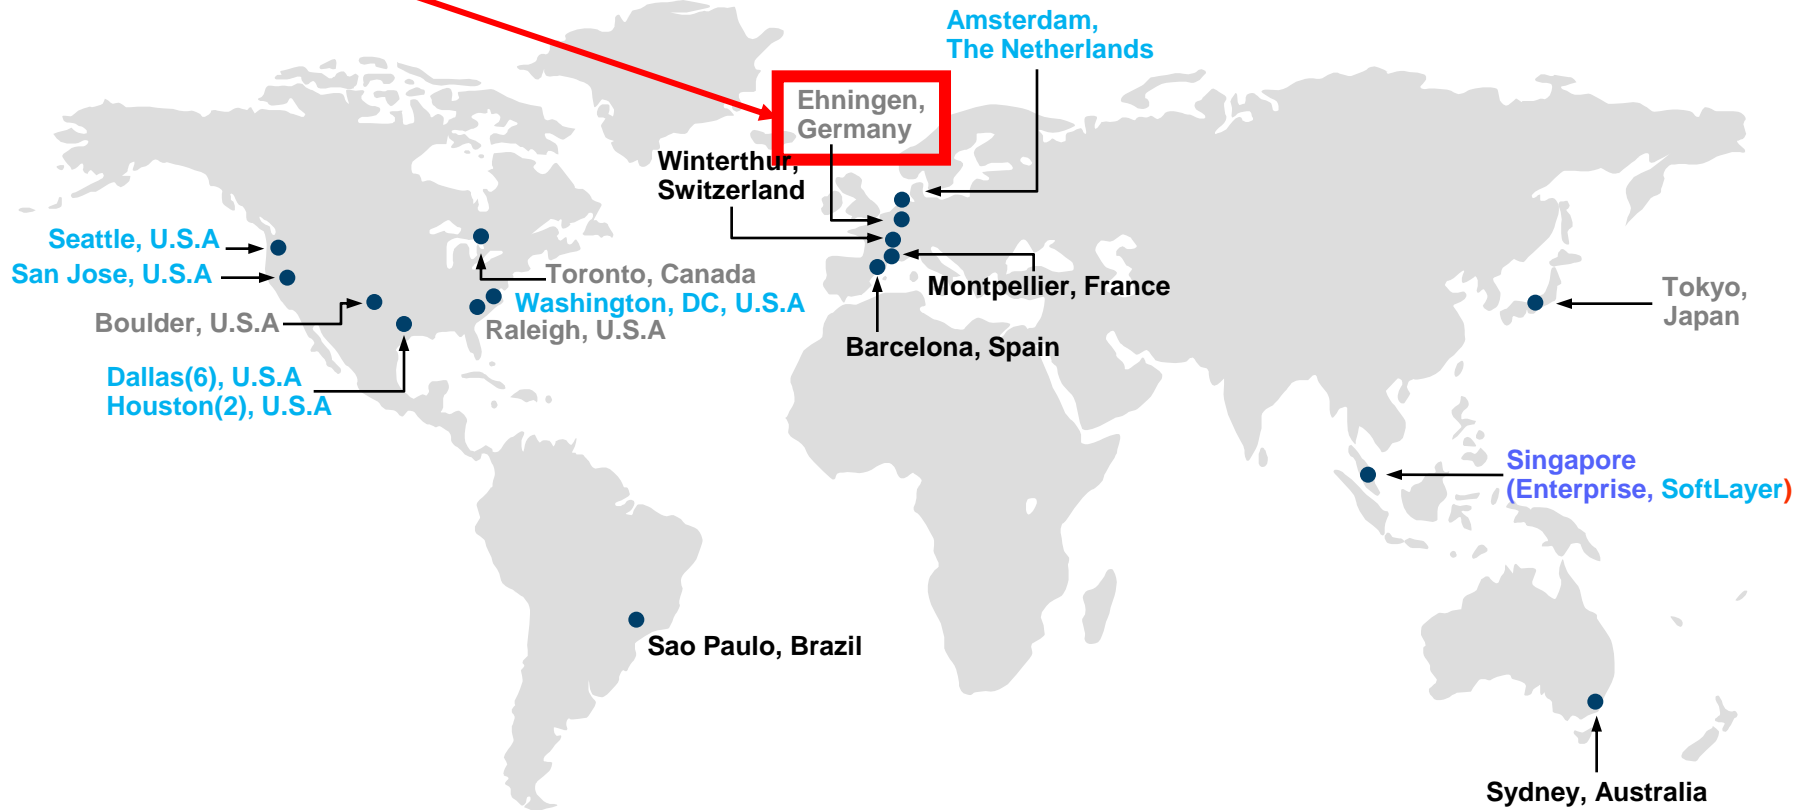 Amsterdam,
The Netherlands
Ehningen,
Germany
Winterthur,
Switzerland
Seattle, U.S.A
San Jose, U.S.A
Toronto, Canada
Washington, DC, U.S.A
Boulder, U.S.A
Raleigh, U.S.A
Montpellier, France
Barcelona, Spain
Tokyo,
Japan
Dallas(6), U.S.A
Houston(2), U.S.A
Singapore
(Enterprise, SoftLayer)
Sao Paulo, Brazil
Sydney, Australia